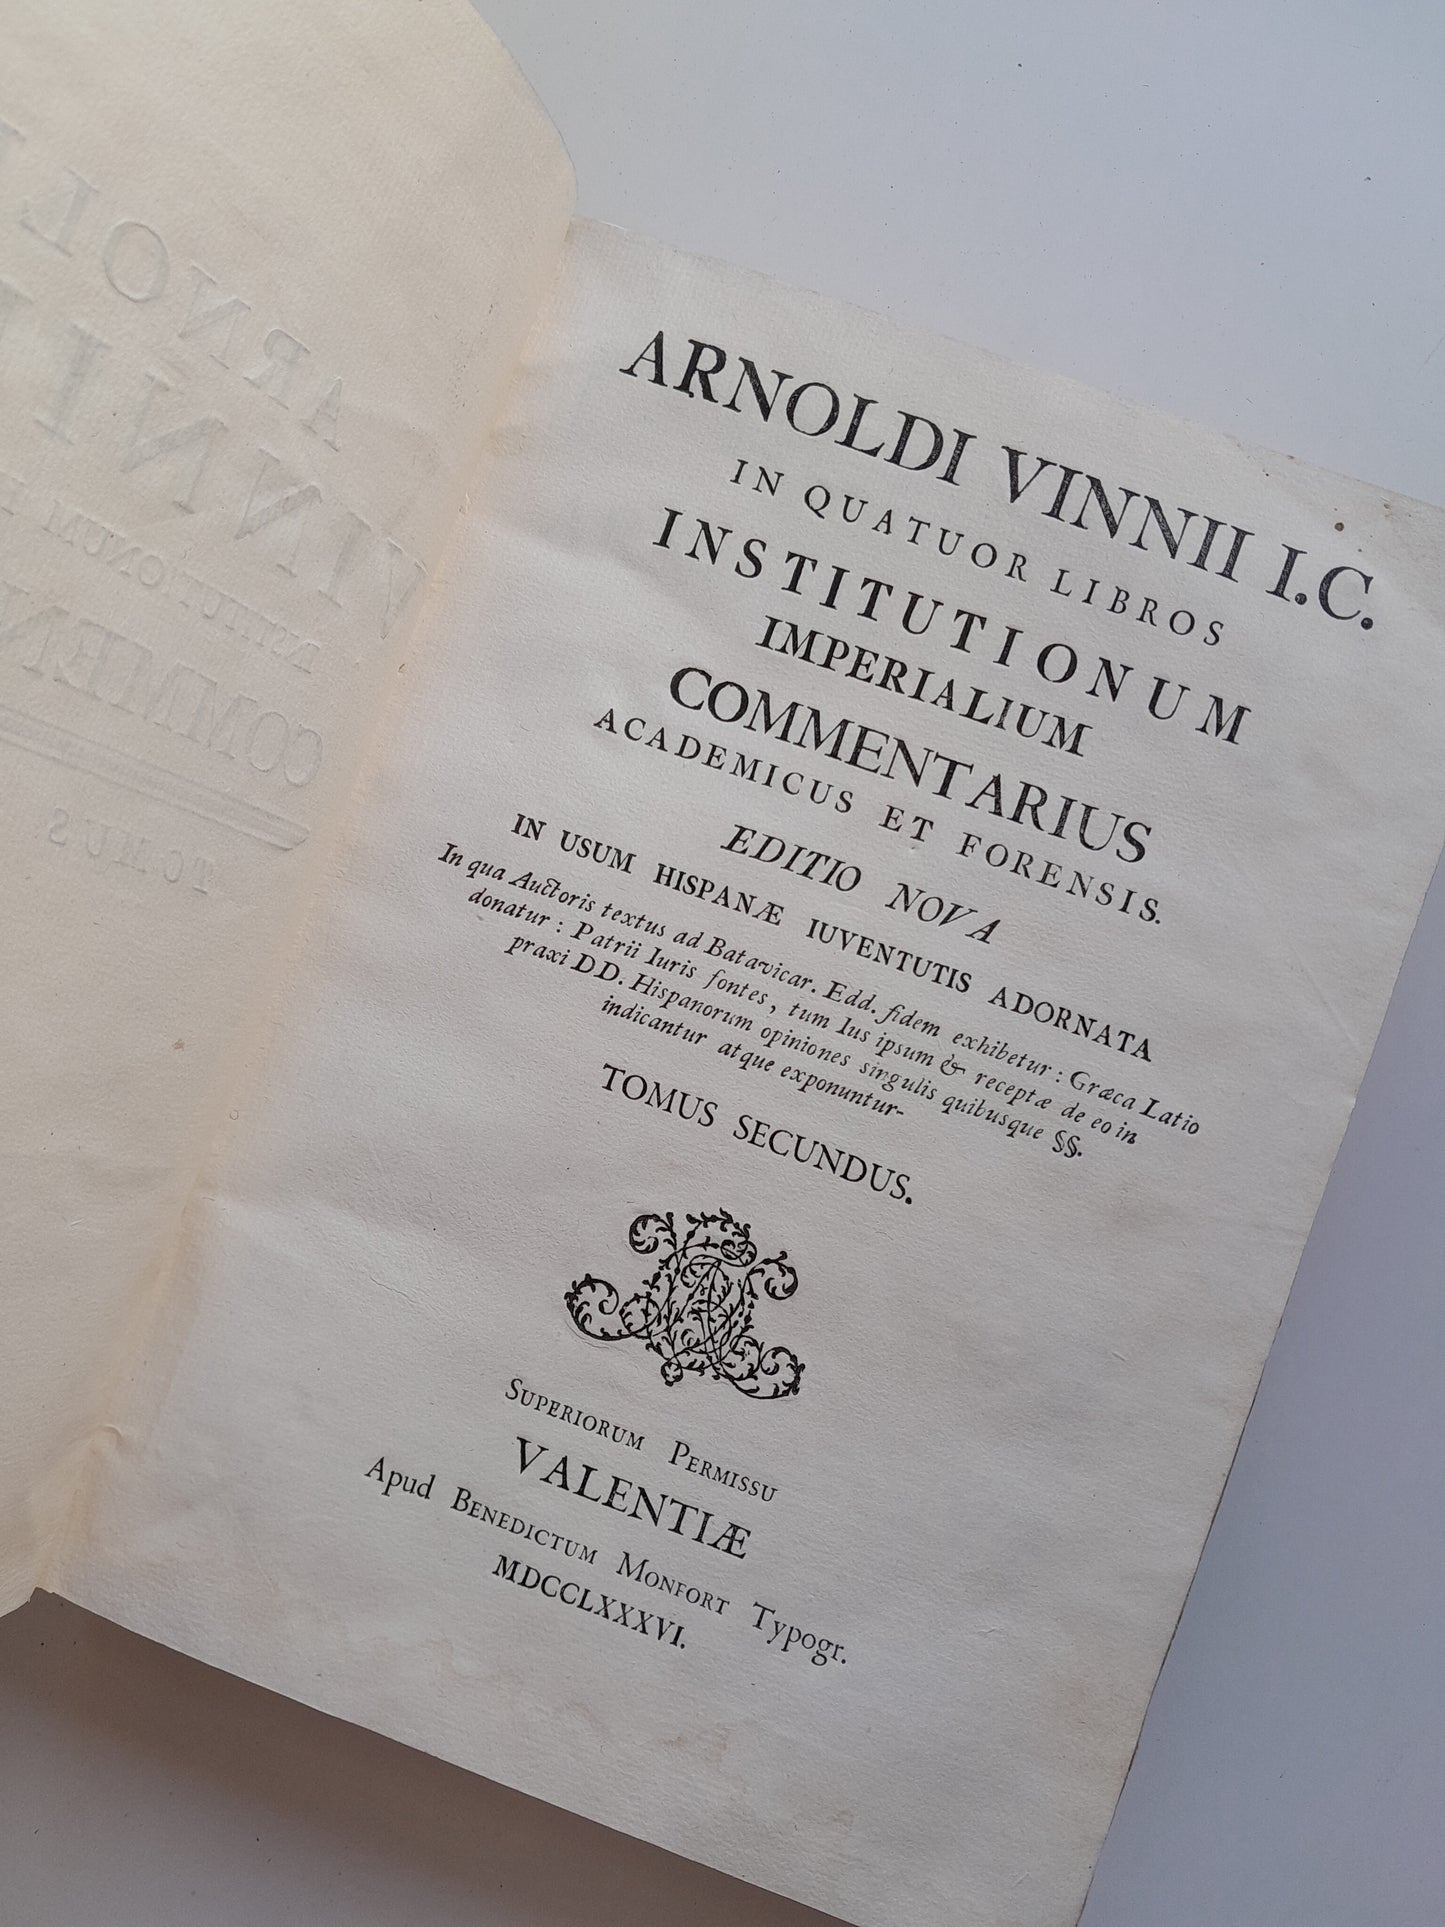 ARNOLDI VINNII I.C.
IN QUATUOR LIBROS
INSTITUTIONUM
IMPERIALIUM
COMMENTARIUS
ACADEMICUS ET FORENSIS.
EDITIO NOVA
IN USUM HISPANÆ IUVENTUTIS ADORNATA
In qua Auctoris textus ad Batavicar. Edd. fidem exhibetur: Græca Latio
donatur: Patrii Iuris fontes, tum Ius ipsum & receptæ de eo in
praxi DD. Hispanorum opiniones singulis quibusque §§.
indicantur atque exponuntur-
TOMUS SECUNDUS.
SUPERIORUM PERMISSU
VALENTIÆ
Apud BENEDICTUM MONFORT Typogr.
MDCCLXXXVI.